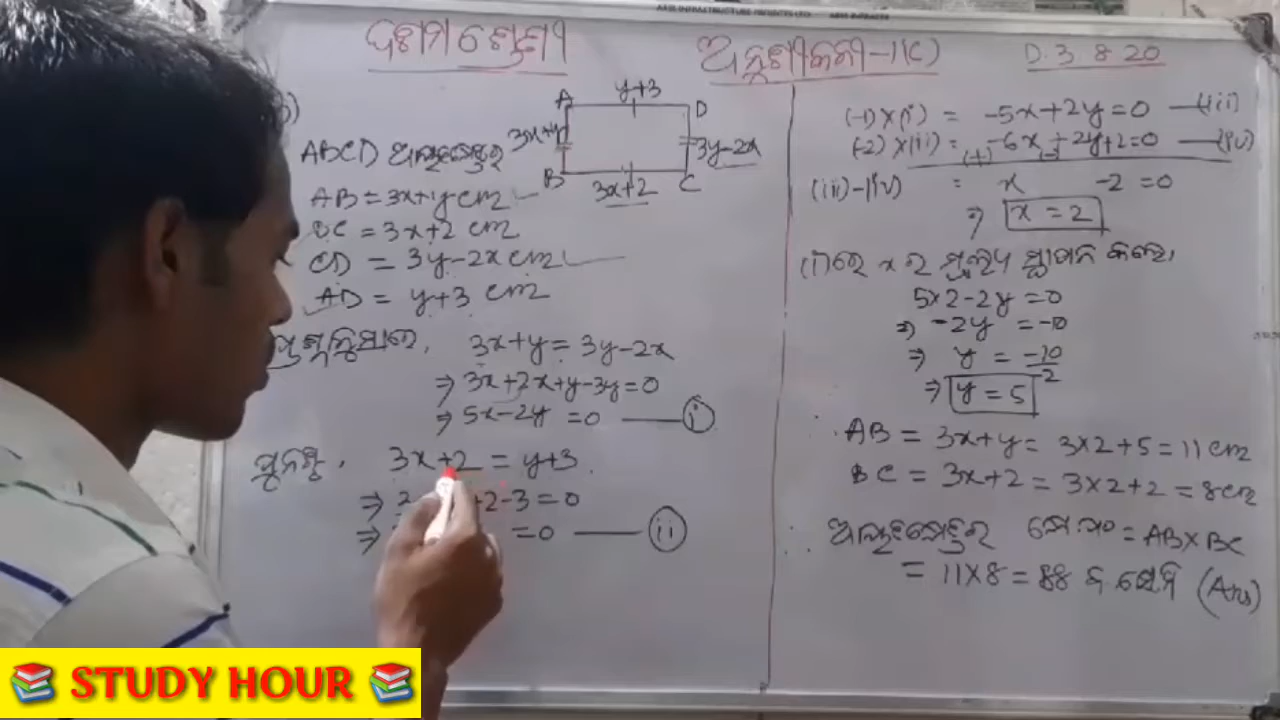 ଦଶମ ଶ୍ରେଣୀ
ଅନୁଶୀଳନୀ-1(C)
D. 3 8 20
A y+3 D
3x+y
3y-2x
B 3x+2 C
ABCD ଆୟତକ୍ଷେତ୍ରର
AB = 3x+y cm
BC = 3x+2 cm
CD = 3y-2x cm
AD = y+3 cm
ପ୍ରଶ୍ନାନୁଯାଇ, 3x+y = 3y-2x
⇒ 3x+2x+y-3y=0
⇒ 5x-2y =0 —— (i)
ପୁନଶ୍ଚ, 3x+2 = y+3
⇒ +2-3=0
⇒ =0 —— (ii)
(-1)×(i) = -5x+2y=0 —(iii)
(-2)×(ii) = -6x+2y+2=0 —(iv)
(+) (-)
(iii)-(iv) = x -2 =0
⇒ x = 2
(i)ରେ xର ମୂଲ୍ୟ ସ୍ଥାପନ କଲେ,
5×2-2y=0
⇒ -2y = -10
⇒ y = -10/-2
⇒ y = 5
∴ AB = 3x+y = 3×2+5 = 11 cm
BC = 3x+2 = 3×2+2 = 8cm
∴ ଆୟତକ୍ଷେତ୍ରର କ୍ଷେ.ଫ = AB×BC
= 11×8 = 88 ବ ସେମି (Ans)
STUDY HOUR